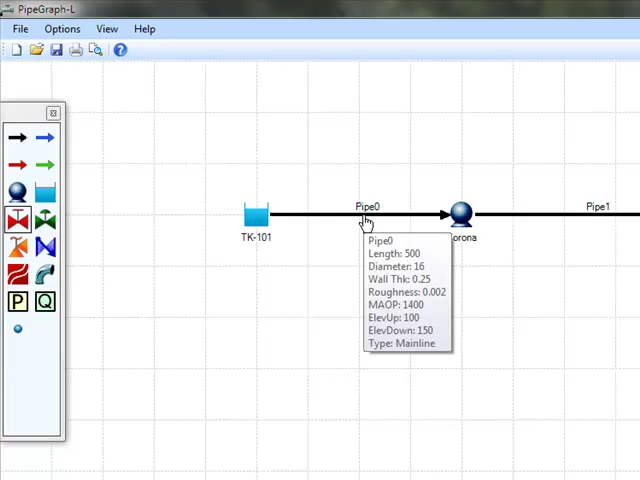 PipeGraph-L
File Options View Help
Pipe0
Pipe1
TK-101
orona
Pipe0
Length: 500
Diameter: 16
Wall Thk: 0.25
Roughness: 0.002
MAOP: 1400
ElevUp: 100
ElevDown: 150
Type: Mainline
P Q